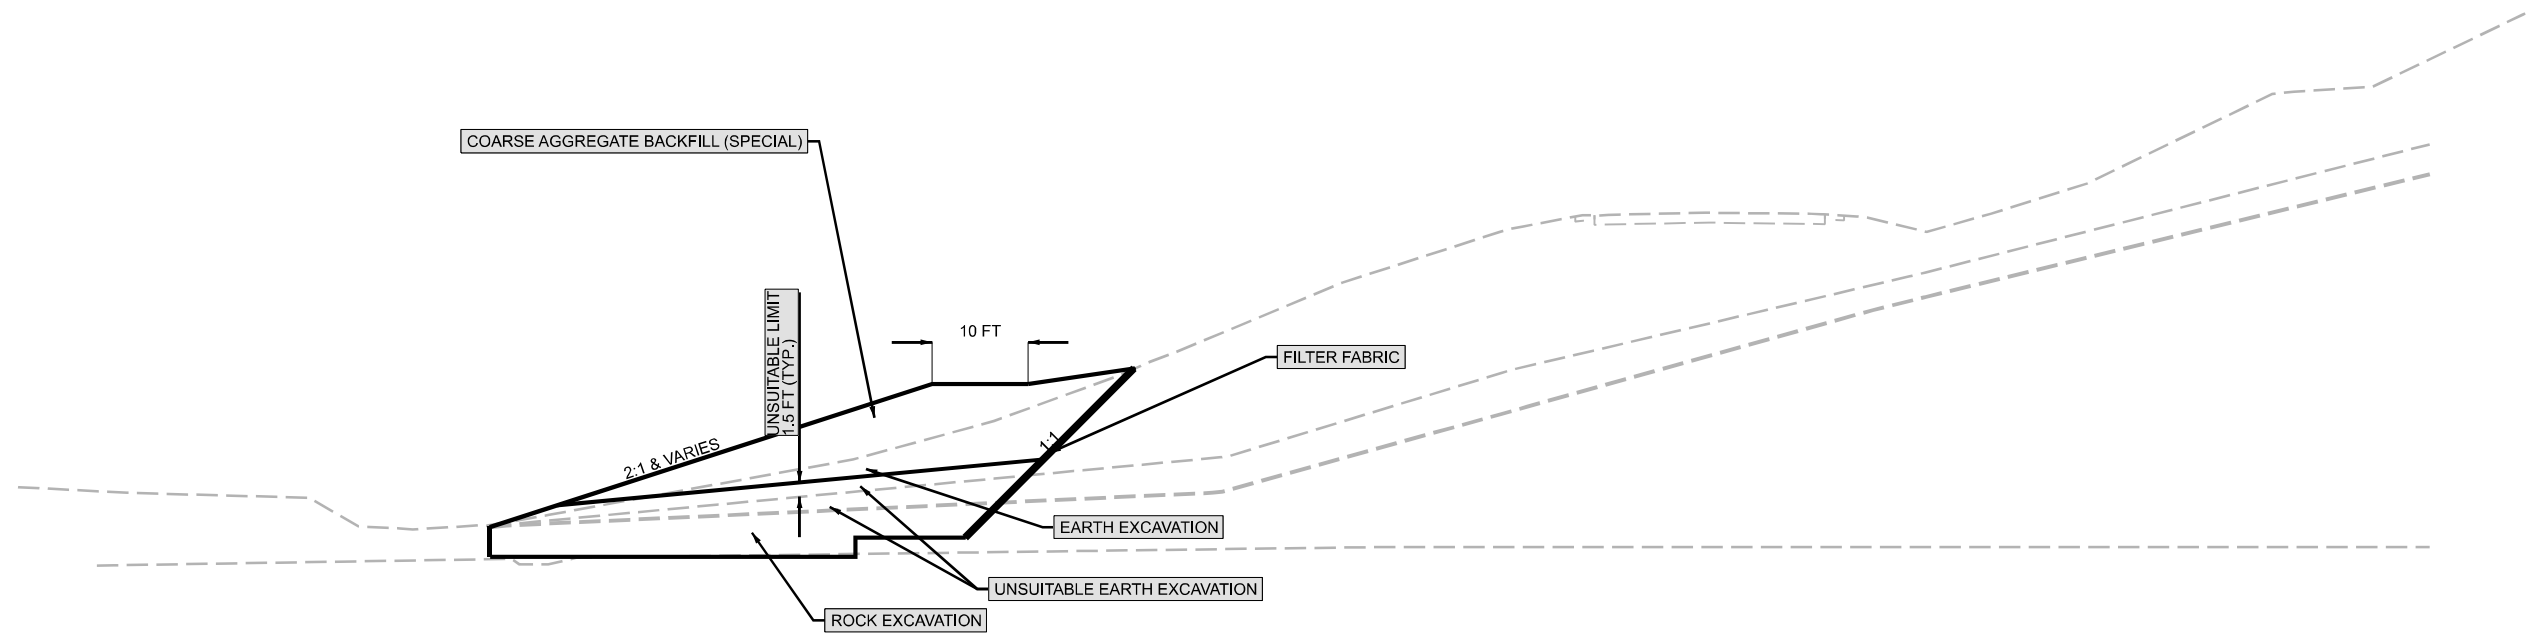 COARSE AGGREGATE BACKFILL (SPECIAL)
UNSUITABLE LIMIT
1.5 FT (TYP.)
10 FT
FILTER FABRIC
2:1 & VARIES
1:1
EARTH EXCAVATION
UNSUITABLE EARTH EXCAVATION
ROCK EXCAVATION